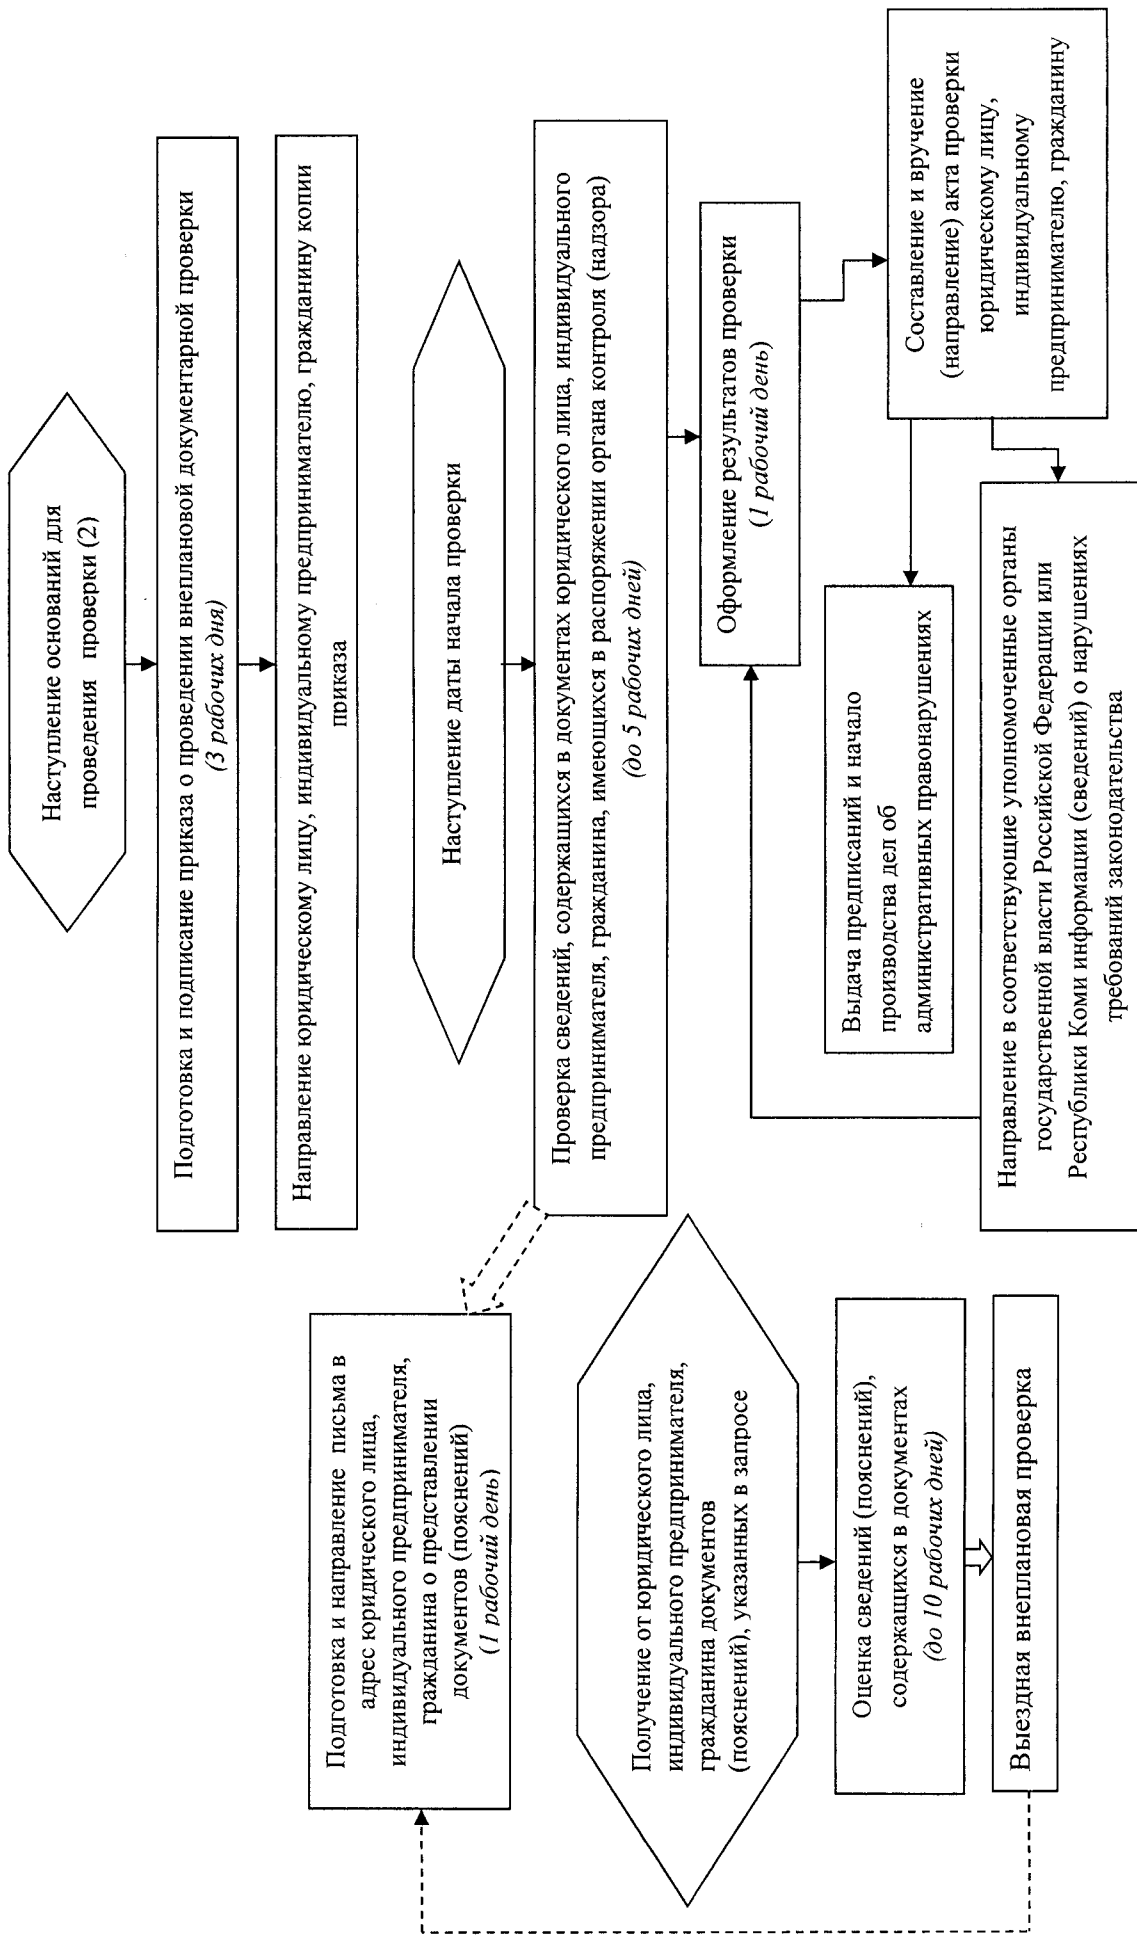 Наступление оснований для
проведения проверки (2)
Подготовка и подписание приказа о проведении внеплановой документарной проверки
(3 рабочих дня)
Направление юридическому лицу, индивидуальному предпринимателю, гражданину копии
приказа
Наступление даты начала проверки
Проверка сведений, содержащихся в документах юридического лица, индивидуального
предпринимателя, гражданина, имеющихся в распоряжении органа контроля (надзора)
(до 5 рабочих дней)
Подготовка и направление письма в
адрес юридического лица,
индивидуального предпринимателя,
гражданина о представлении
документов (пояснений)
(1 рабочий день)
Получение от юридического лица,
индивидуального предпринимателя,
гражданина документов
(пояснений), указанных в запросе
Оценка сведений (пояснений),
содержащихся в документах
(до 10 рабочих дней)
Выездная внеплановая проверка
Оформление результатов проверки
(1 рабочий день)
Составление и вручение
(направление) акта проверки
юридическому лицу,
индивидуальному
предпринимателю, гражданину
Выдача предписаний и начало
производства дел об
административных правонарушениях
Направление в соответствующие уполномоченные органы
государственной власти Российской Федерации или
Республики Коми информации (сведений) о нарушениях
требований законодательства